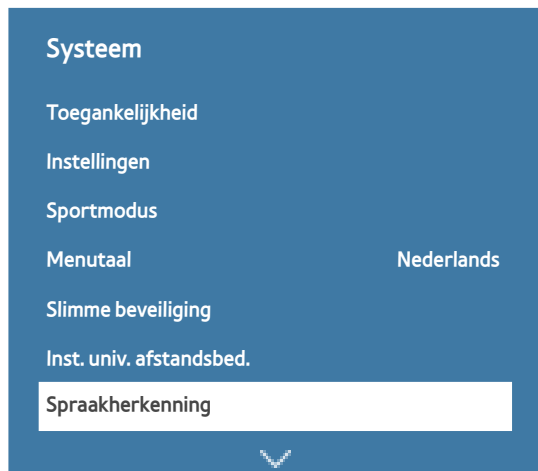 Systeem
Toegankelijkheid
Instellingen
Sportmodus
Menutaal Nederlands
Slimme beveiliging
Inst. univ. afstandsbed.
Spraakherkenning